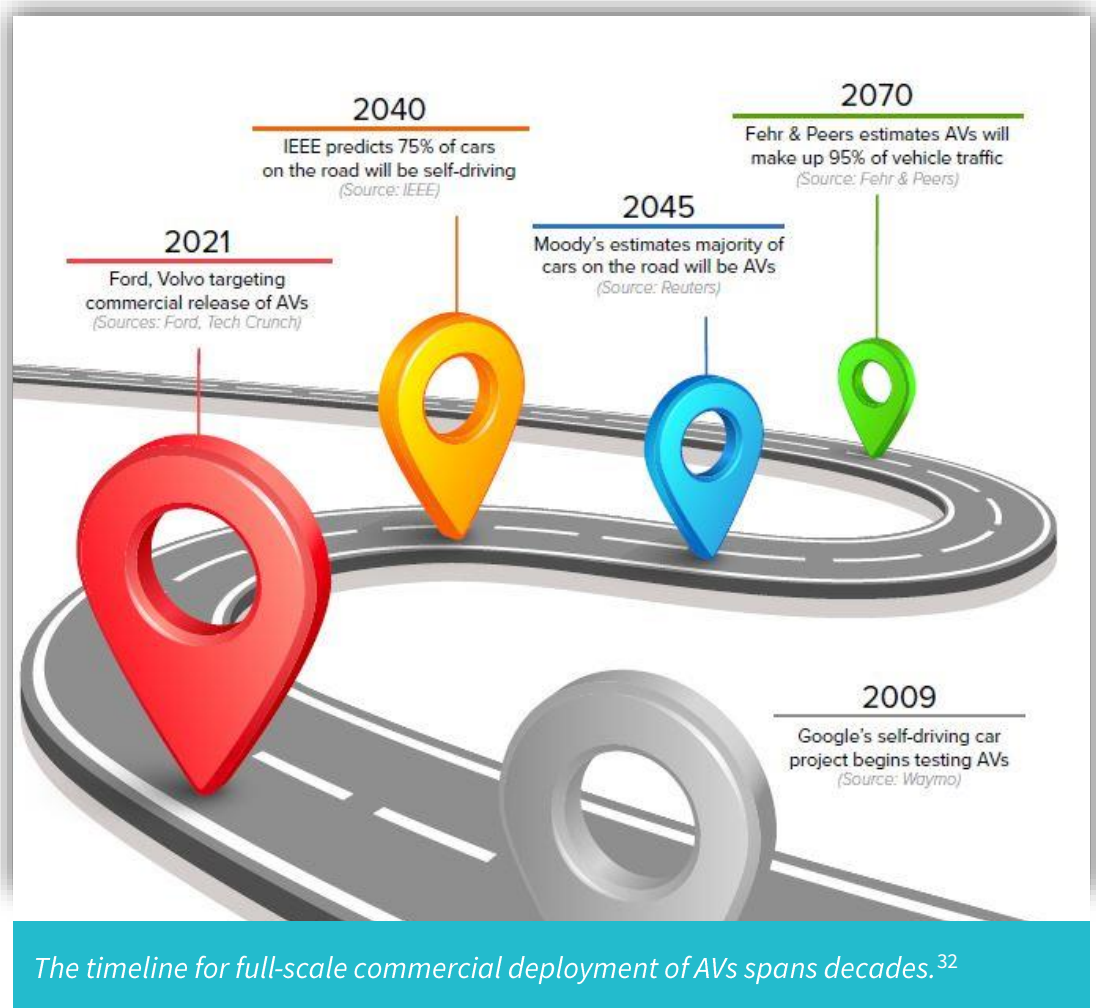 2040
IEEE predicts 75% of cars
on the road will be self-driving
(Source: IEEE)
2070
Fehr & Peers estimates AVs will
make up 95% of vehicle traffic
(Source: Fehr & Peers)
2021
Ford, Volvo targeting
commercial release of AVs
(Sources: Ford, Tech Crunch)
2045
Moody's estimates majority of
cars on the road will be AVs
(Source: Reuters)
2009
Google's self-driving car
project begins testing AVs
(Source: Waymo)
The timeline for full-scale commercial deployment of AVs spans decades.32